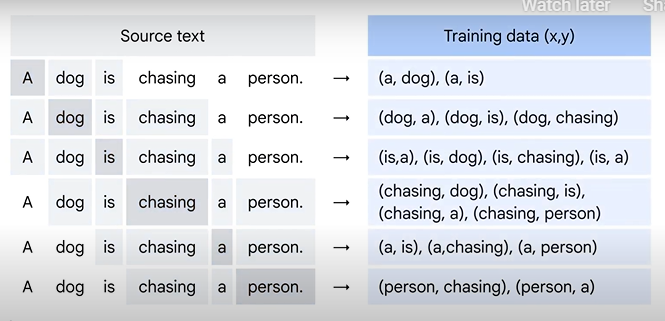 Watch later
Source text Training data (x,y)
A dog is chasing a person. → (a, dog), (a, is)
A dog is chasing a person. → (dog, a), (dog, is), (dog, chasing)
A dog is chasing a person. → (is,a), (is, dog), (is, chasing), (is, a)
A dog is chasing a person. → (chasing, dog), (chasing, is),
(chasing, a), (chasing, person)
A dog is chasing a person. → (a, is), (a,chasing), (a, person)
A dog is chasing a person. → (person, chasing), (person, a)